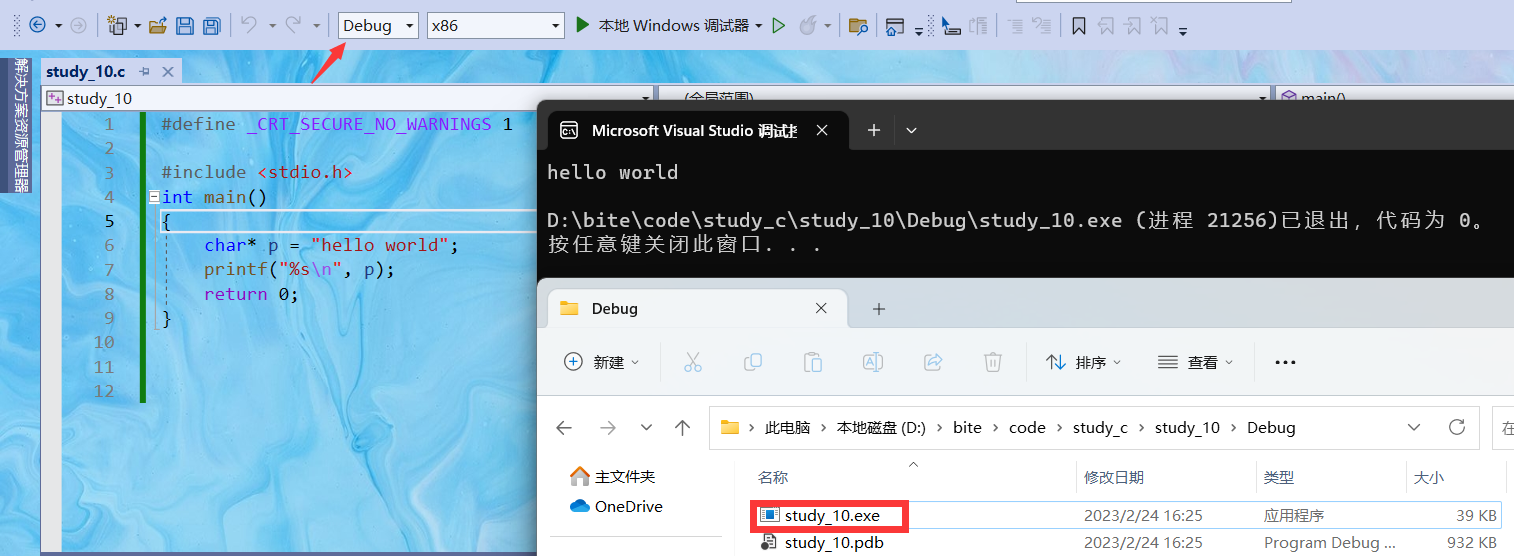 Debug
x86
本地 Windows 调试器
解决方案资源管理器
study_10.c
study_10
(全局范围)
main()
1 #define _CRT_SECURE_NO_WARNINGS 1
2
3 #include <stdio.h>
4 int main()
5 {
6 char* p = "hello world";
7 printf("%s\n", p);
8 return 0;
9 }
10
11
12
Microsoft Visual Studio 调试控
hello world
D:\bite\code\study_c\study_10\Debug\study_10.exe (进程 21256)已退出，代码为 0。
按任意键关闭此窗口. . .
Debug
新建
排序
查看
此电脑 > 本地磁盘 (D:) > bite > code > study_c > study_10 > Debug
在
主文件夹
OneDrive
名称 修改日期 类型 大小
study_10.exe 2023/2/24 16:25 应用程序 39 KB
study_10.pdb 2023/2/24 16:25 Program Debug ... 932 KB